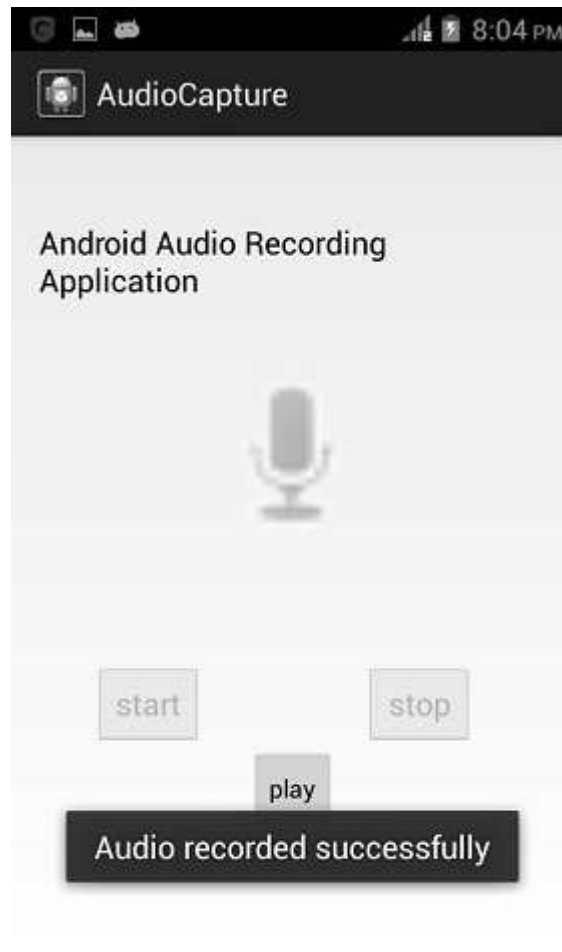 8:04 PM
AudioCapture
Android Audio Recording
Application
start
stop
play
Audio recorded successfully